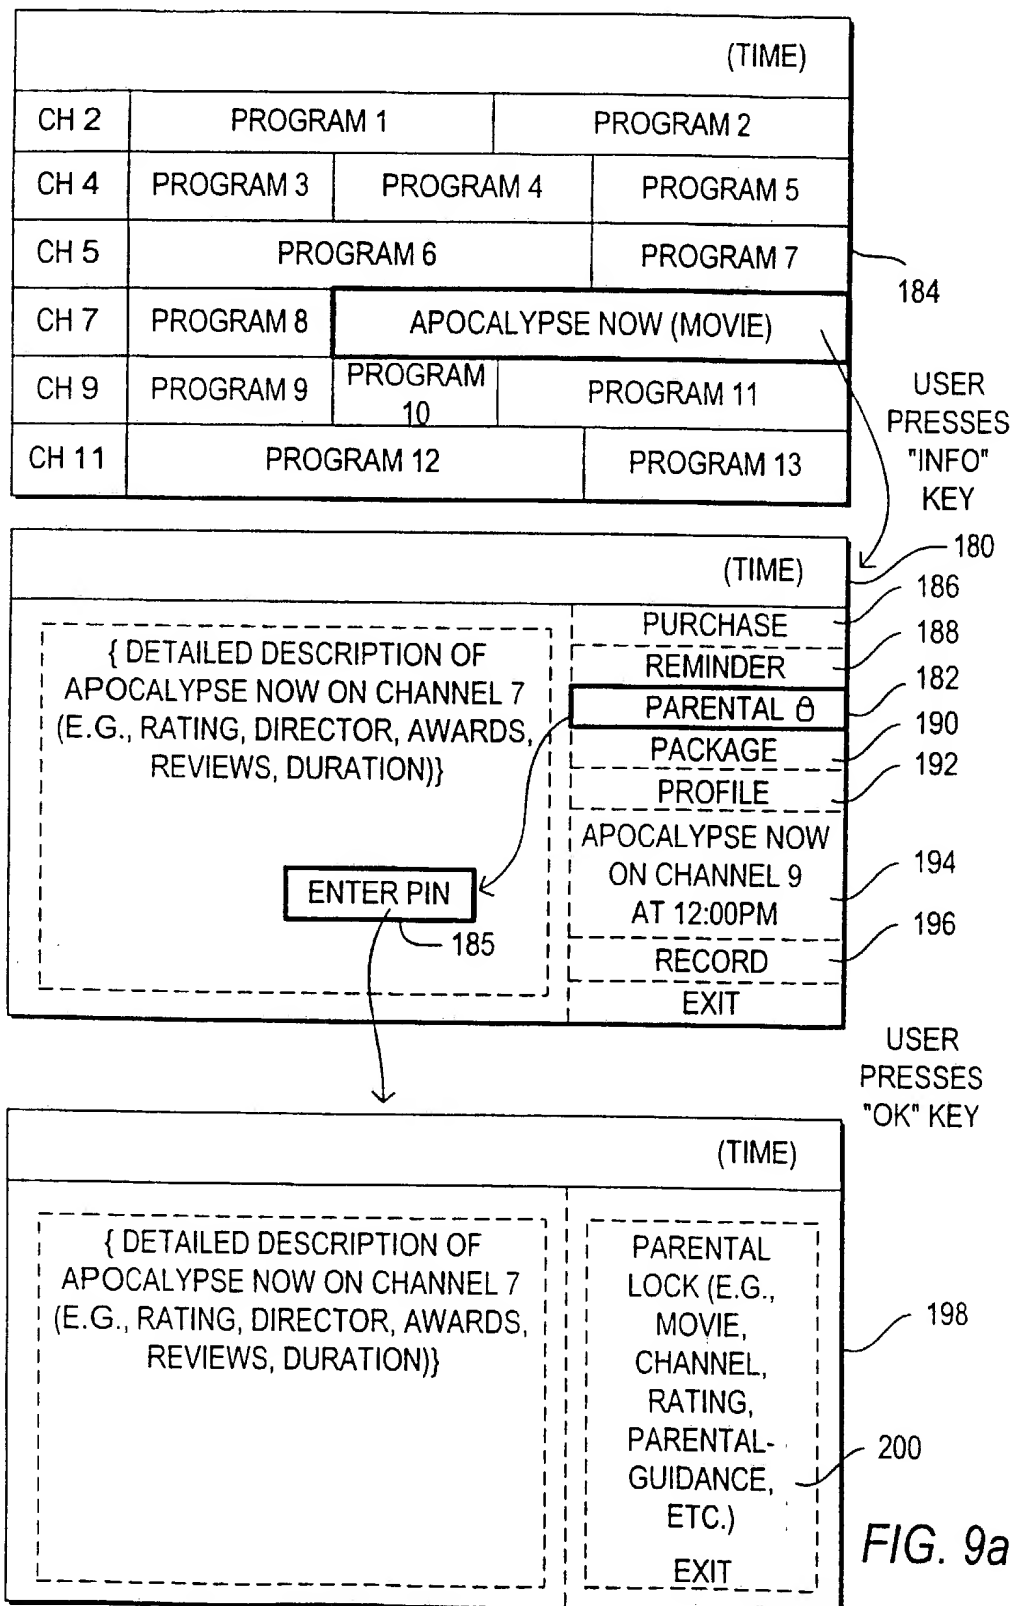 (TIME)
CH 2 PROGRAM 1 PROGRAM 2
CH 4 PROGRAM 3 PROGRAM 4 PROGRAM 5
CH 5 PROGRAM 6 PROGRAM 7
184
CH 7 PROGRAM 8 APOCALYPSE NOW (MOVIE)
CH 9 PROGRAM 9 PROGRAM
10 PROGRAM 11
CH 11 PROGRAM 12 PROGRAM 13
USER
PRESSES
"INFO"
KEY
180
(TIME)
186
188
182
190
192
194
196
{ DETAILED DESCRIPTION OF
APOCALYPSE NOW ON CHANNEL 7
(E.G., RATING, DIRECTOR, AWARDS,
REVIEWS, DURATION)}
ENTER PIN
185
PURCHASE
REMINDER
PARENTAL
PACKAGE
PROFILE
APOCALYPSE NOW
ON CHANNEL 9
AT 12:00PM
RECORD
EXIT
USER
PRESSES
"OK" KEY
(TIME)
{ DETAILED DESCRIPTION OF
APOCALYPSE NOW ON CHANNEL 7
(E.G., RATING, DIRECTOR, AWARDS,
REVIEWS, DURATION)}
PARENTAL
LOCK (E.G.,
MOVIE,
CHANNEL,
RATING,
PARENTAL-
GUIDANCE,
ETC.)
EXIT
198
200
FIG. 9a